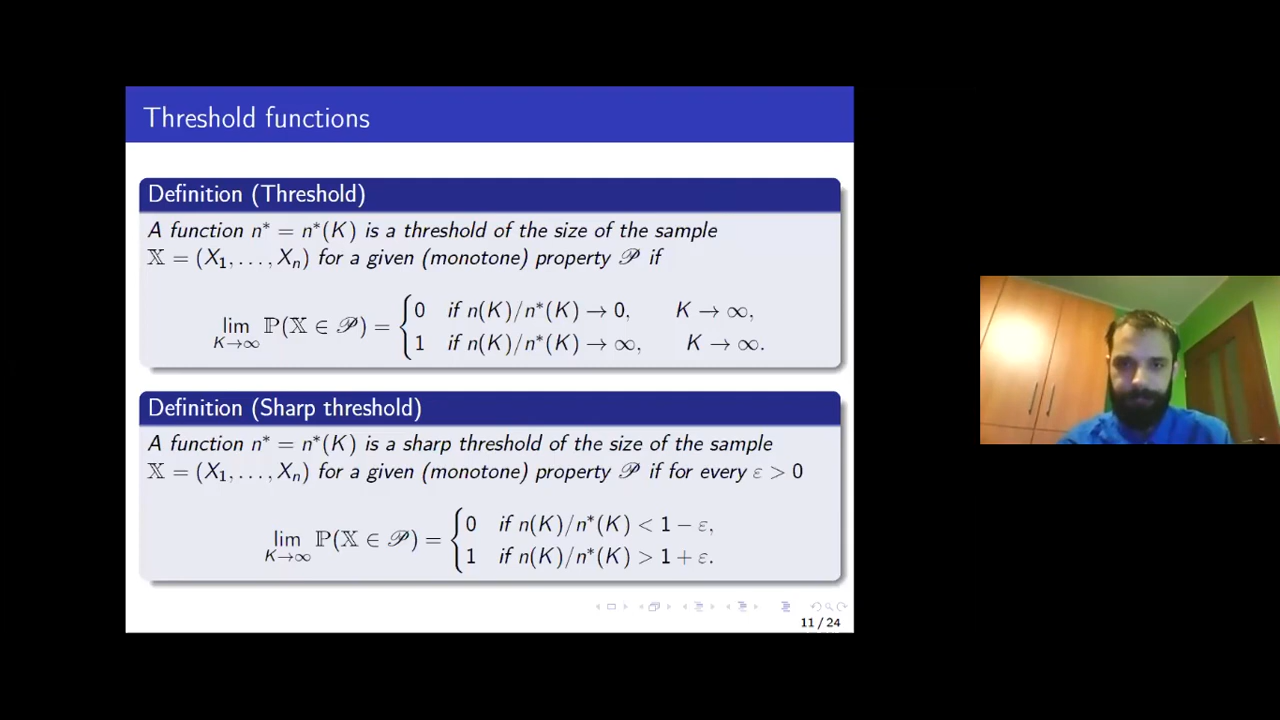 Threshold functions
Definition (Threshold)
A function n* = n*(K) is a threshold of the size of the sample
𝕏 = (X₁, . . . , Xₙ) for a given (monotone) property 𝒫 if
lim_{K→∞} ℙ(𝕏 ∈ 𝒫) = { 0 if n(K)/n*(K) → 0, K → ∞,
1 if n(K)/n*(K) → ∞, K → ∞.
Definition (Sharp threshold)
A function n* = n*(K) is a sharp threshold of the size of the sample
𝕏 = (X₁, . . . , Xₙ) for a given (monotone) property 𝒫 if for every ε > 0
lim_{K→∞} ℙ(𝕏 ∈ 𝒫) = { 0 if n(K)/n*(K) < 1 − ε,
1 if n(K)/n*(K) > 1 + ε.
11 / 24